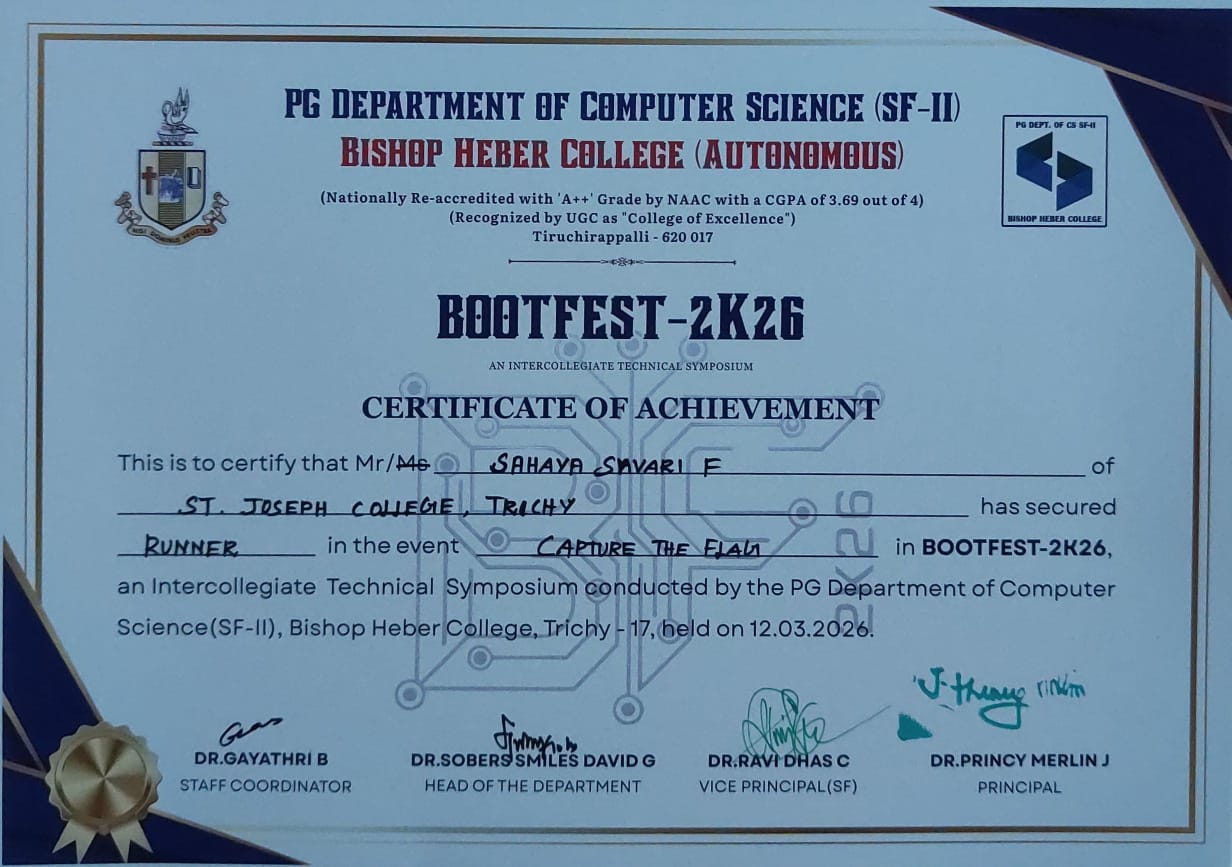 PG DEPARTMENT OF COMPUTER SCIENCE (SF-II)
BISHOP HEBER COLLEGE (AUTONOMOUS)
(Nationally Re-accredited with 'A++' Grade by NAAC with a CGPA of 3.69 out of 4)
(Recognized by UGC as "College of Excellence")
Tiruchirappalli - 620 017
PG DEPT. OF CS SF-II
BISHOP HEBER COLLEGE
BOOTFEST-2K26
AN INTERCOLLEGIATE TECHNICAL SYMPOSIUM
CERTIFICATE OF ACHIEVEMENT
This is to certify that Mr/Ms SAHAYA SAVARI F of
ST. JOSEPH COLLEGE, TRICHY has secured
RUNNER in the event CAPTURE THE FLAG in BOOTFEST-2K26,
an Intercollegiate Technical Symposium conducted by the PG Department of Computer
Science(SF-II), Bishop Heber College, Trichy - 17, held on 12.03.2026.
2K26
DR.GAYATHRI B DR.SOBERS SMILES DAVID G DR.RAVI DHAS C DR.PRINCY MERLIN J
STAFF COORDINATOR HEAD OF THE DEPARTMENT VICE PRINCIPAL(SF) PRINCIPAL